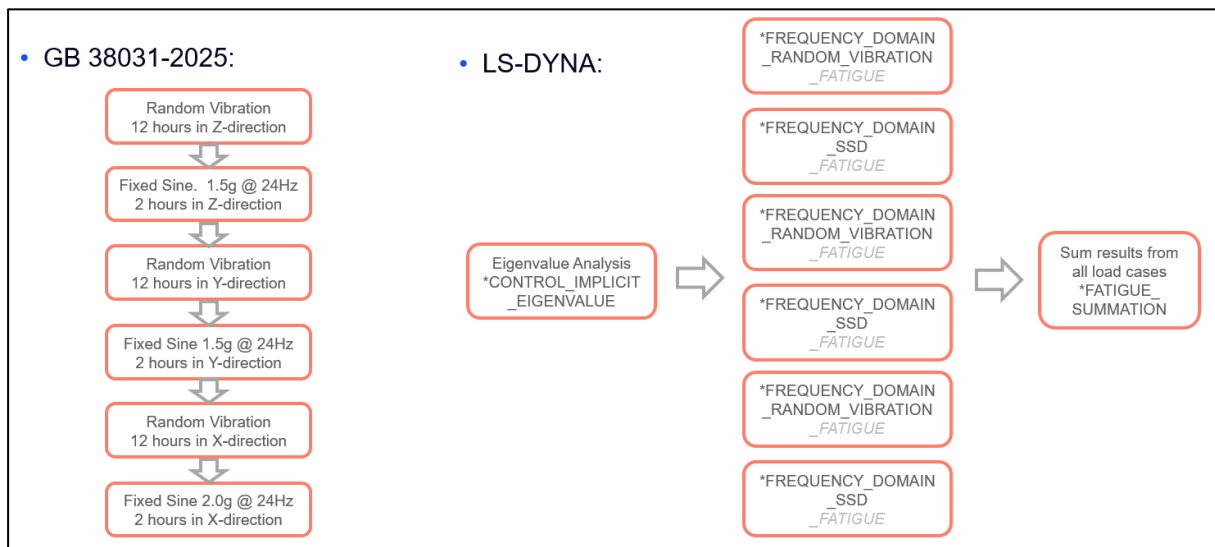 • GB 38031-2025:
Random Vibration
12 hours in Z-direction
Fixed Sine. 1.5g @ 24Hz
2 hours in Z-direction
Random Vibration
12 hours in Y-direction
Fixed Sine 1.5g @ 24Hz
2 hours in Y-direction
Random Vibration
12 hours in X-direction
Fixed Sine 2.0g @ 24Hz
2 hours in X-direction
• LS-DYNA:
Eigenvalue Analysis
*CONTROL_IMPLICIT
_EIGENVALUE
*FREQUENCY_DOMAIN
_RANDOM_VIBRATION
_FATIGUE
*FREQUENCY_DOMAIN
_SSD
_FATIGUE
*FREQUENCY_DOMAIN
_RANDOM_VIBRATION
_FATIGUE
*FREQUENCY_DOMAIN
_SSD
_FATIGUE
*FREQUENCY_DOMAIN
_RANDOM_VIBRATION
_FATIGUE
*FREQUENCY_DOMAIN
_SSD
_FATIGUE
Sum results from
all load cases
*FATIGUE_
SUMMATION